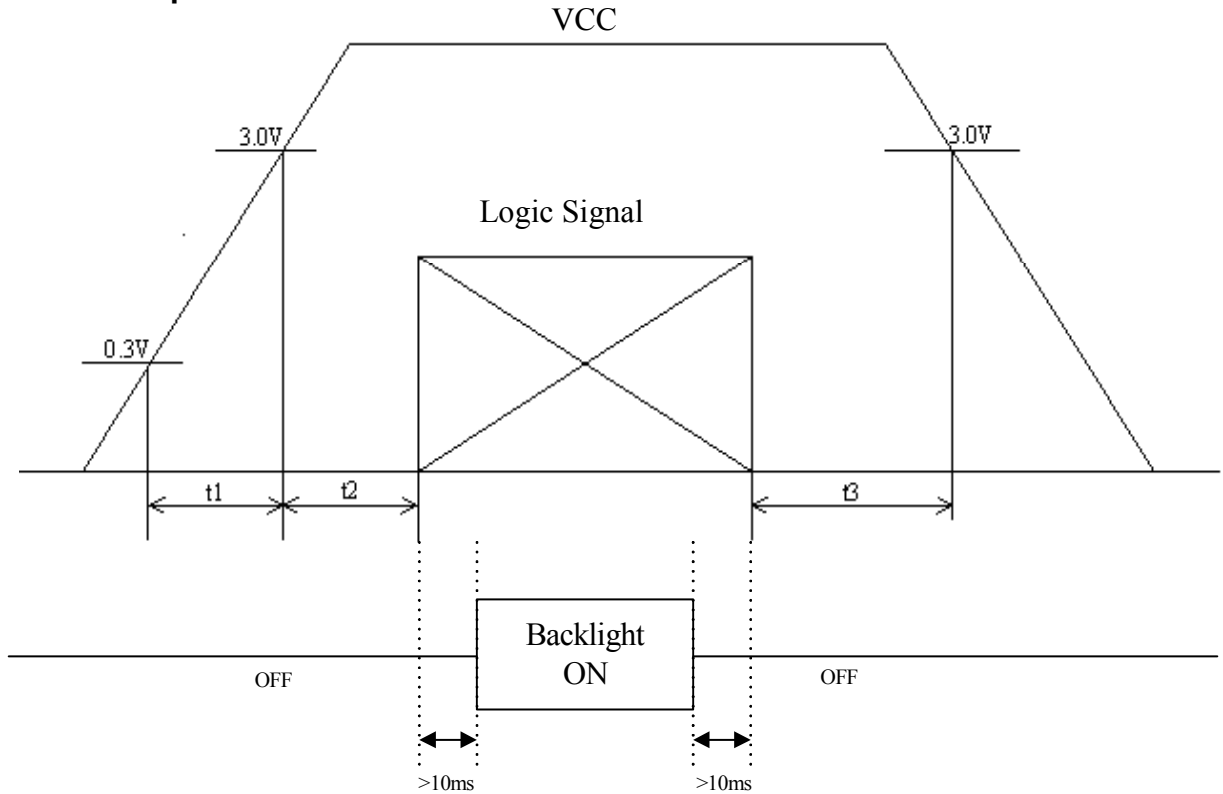 VCC
3.0V
3.0V
Logic Signal
0.3V
t1
t2
t3
Backlight
ON
OFF
OFF
>10ms
>10ms